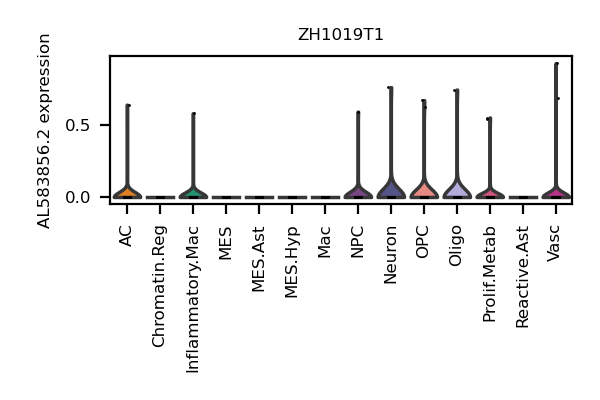 ZH1019T1
AL583856.2 expression
0.5
0.0
AC
Chromatin.Reg
Inflammatory.Mac
MES
MES.Ast
MES.Hyp
Mac
NPC
Neuron
OPC
Oligo
Prolif.Metab
Reactive.Ast
Vasc